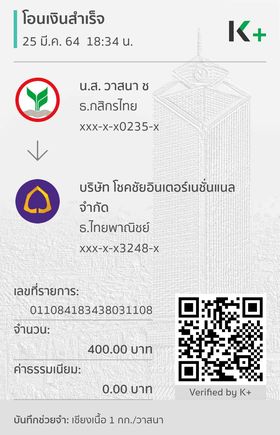 โอนเงินสำเร็จ
25 มี.ค. 64 18:34 น.
K+
น.ส. วาสนา ช
ธ.กสิกรไทย
xxx-x-x0235-x
บริษัท โชคชัยอินเตอร์เนชั่นแนล
จำกัด
ธ.ไทยพาณิชย์
xxx-x-x3248-x
เลขที่รายการ:
011084183438031108
จำนวน:
400.00 บาท
ค่าธรรมเนียม:
0.00 บาท
Verified by K+
บันทึกช่วยจำ: เชียงเนื้อ 1 กก./วาสนา